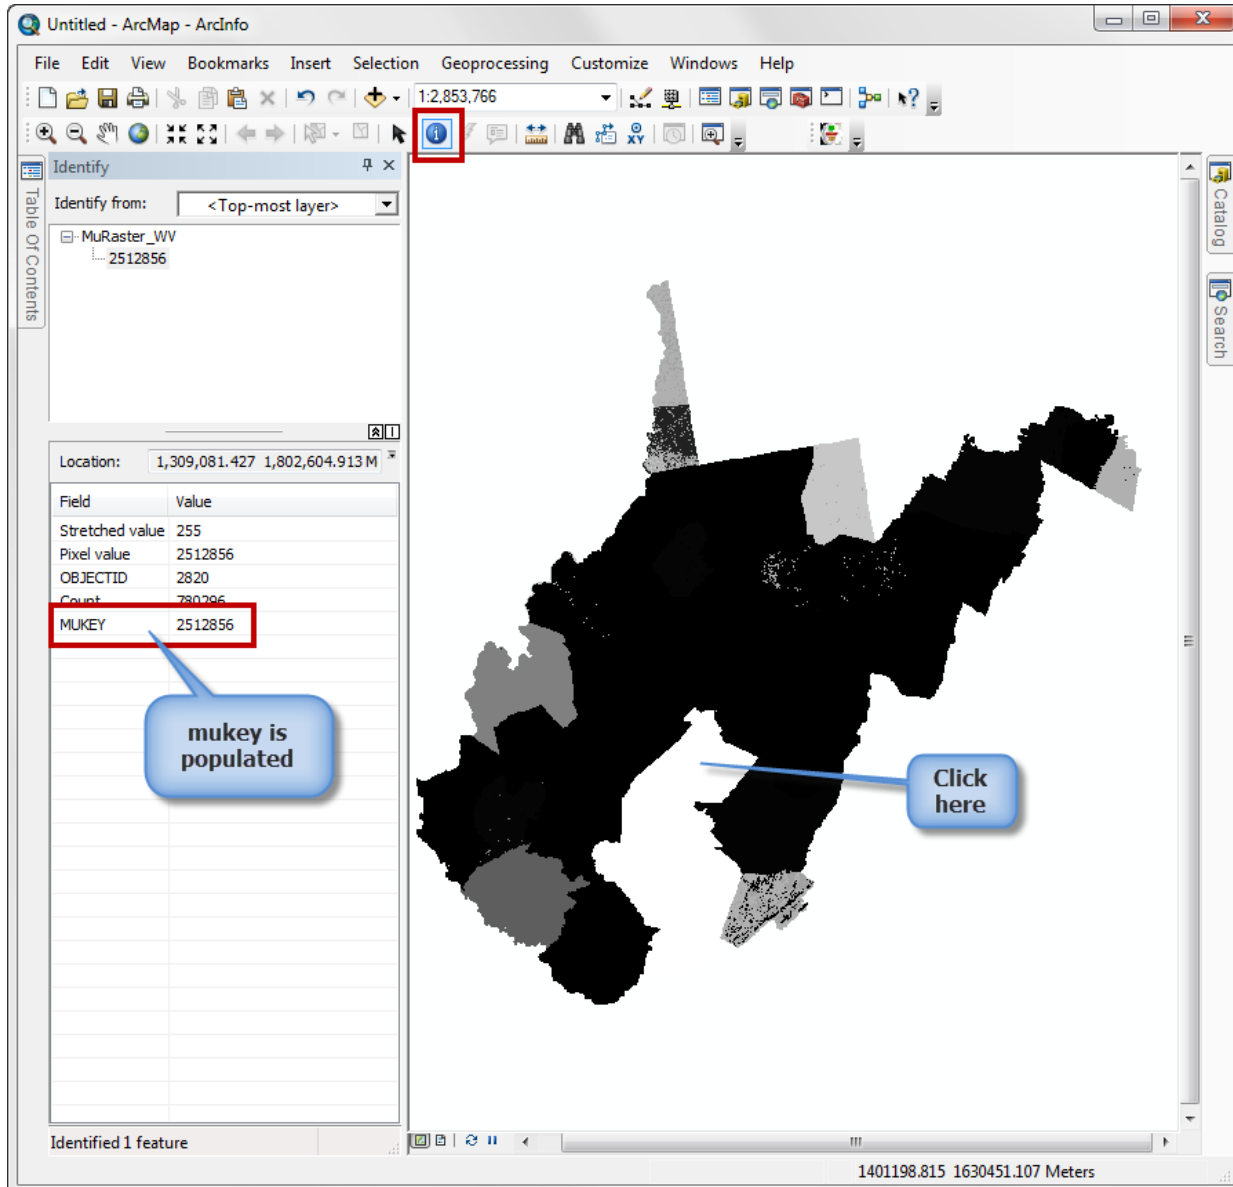 Untitled - ArcMap - ArcInfo
File Edit View Bookmarks Insert Selection Geoprocessing Customize Windows Help
1:2,853,766
Identify
Identify from: <Top-most layer>
MuRaster_WV
2512856
Table Of Contents
Catalog
Search
Location: 1,309,081.427 1,802,604.913 M
Field Value
Stretched value 255
Pixel value 2512856
OBJECTID 2820
Count 780296
MUKEY 2512856
mukey is
populated
Click
here
Identified 1 feature
1401198.815 1630451.107 Meters